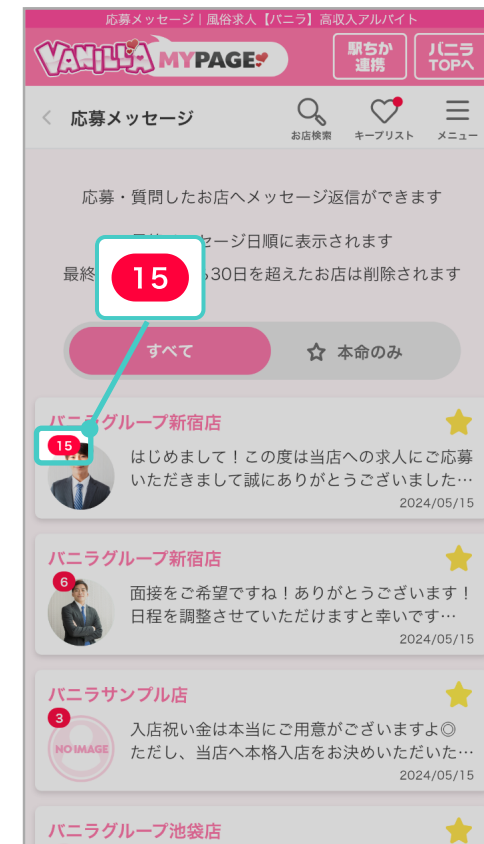 応募メッセージ｜風俗求人【バニラ】高収入アルバイト
VANILLA MYPAGE
駅ちか
連携
バニラ
TOPへ
応募メッセージ
お店検索
キープリスト
メニュー
応募・質問したお店へメッセージ返信ができます
セージ日順に表示されます
最終
30日を超えたお店は削除されます
15
すべて
本命のみ
バニラグループ新宿店
15
はじめまして！この度は当店への求人にご応募
いただきまして誠にありがとうございました…
2024/05/15
バニラグループ新宿店
6
面接をご希望ですね！ありがとうございます！
日程を調整させていただけますと幸いです…
2024/05/15
バニラサンプル店
3
NO IMAGE
入店祝い金は本当にご用意がございますよ◎
ただし、当店へ本格入店をお決めいただいた…
2024/05/15
バニラグループ池袋店